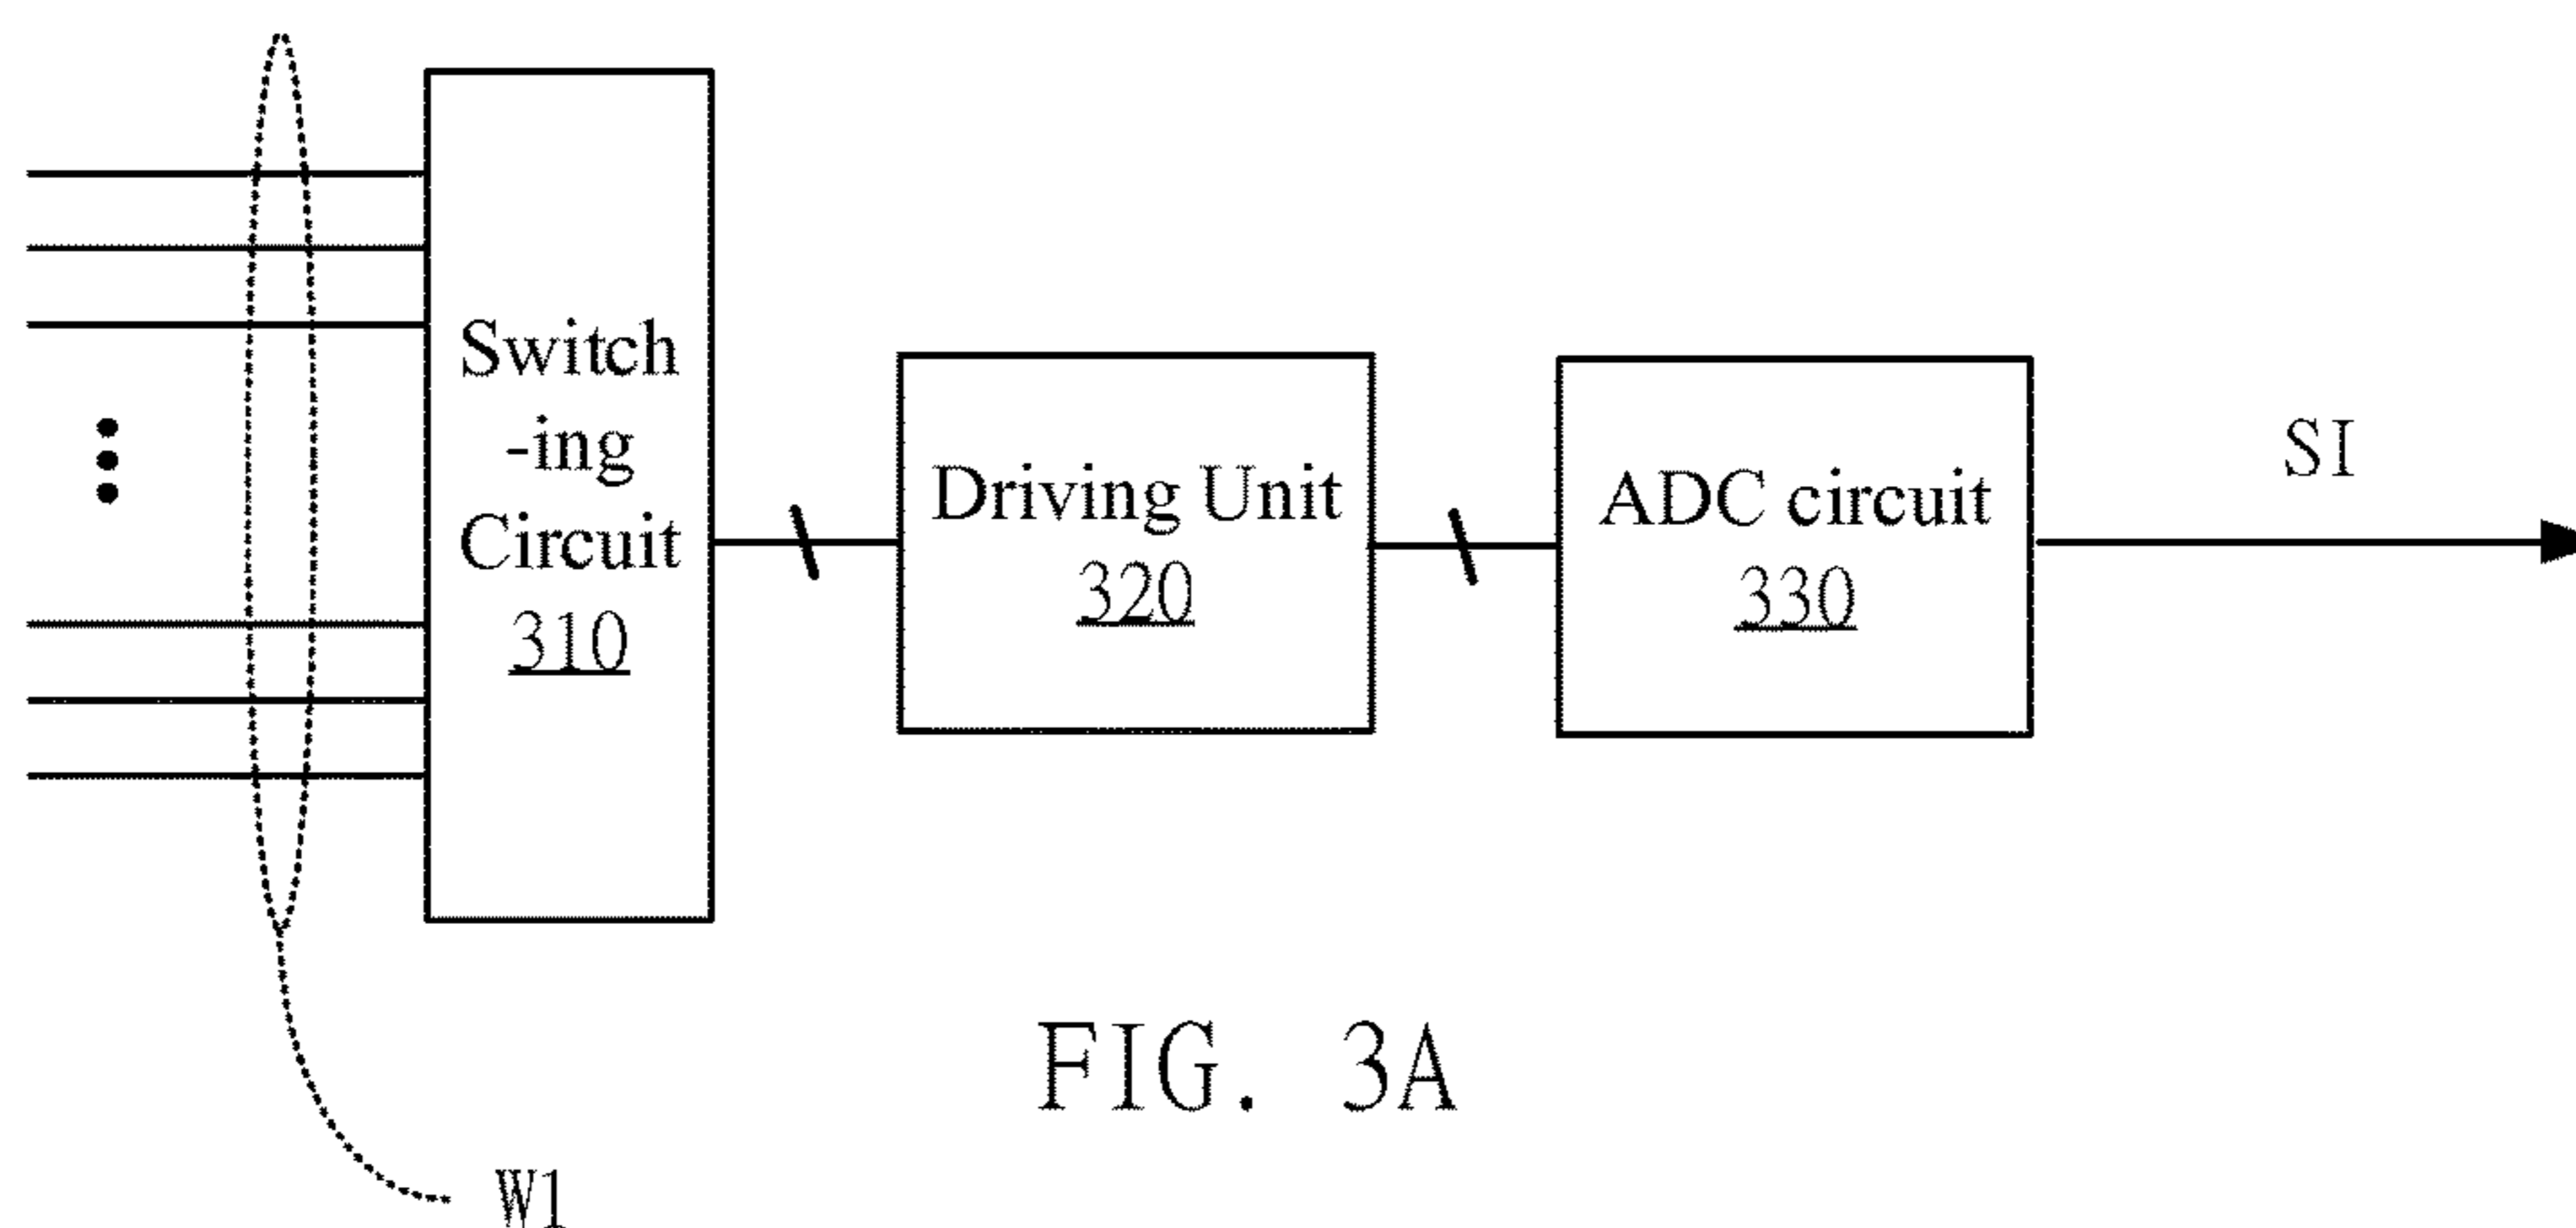 Switch
-ing
Circuit
310
Driving Unit
320
ADC circuit
330
SI
FIG. 3A
W1